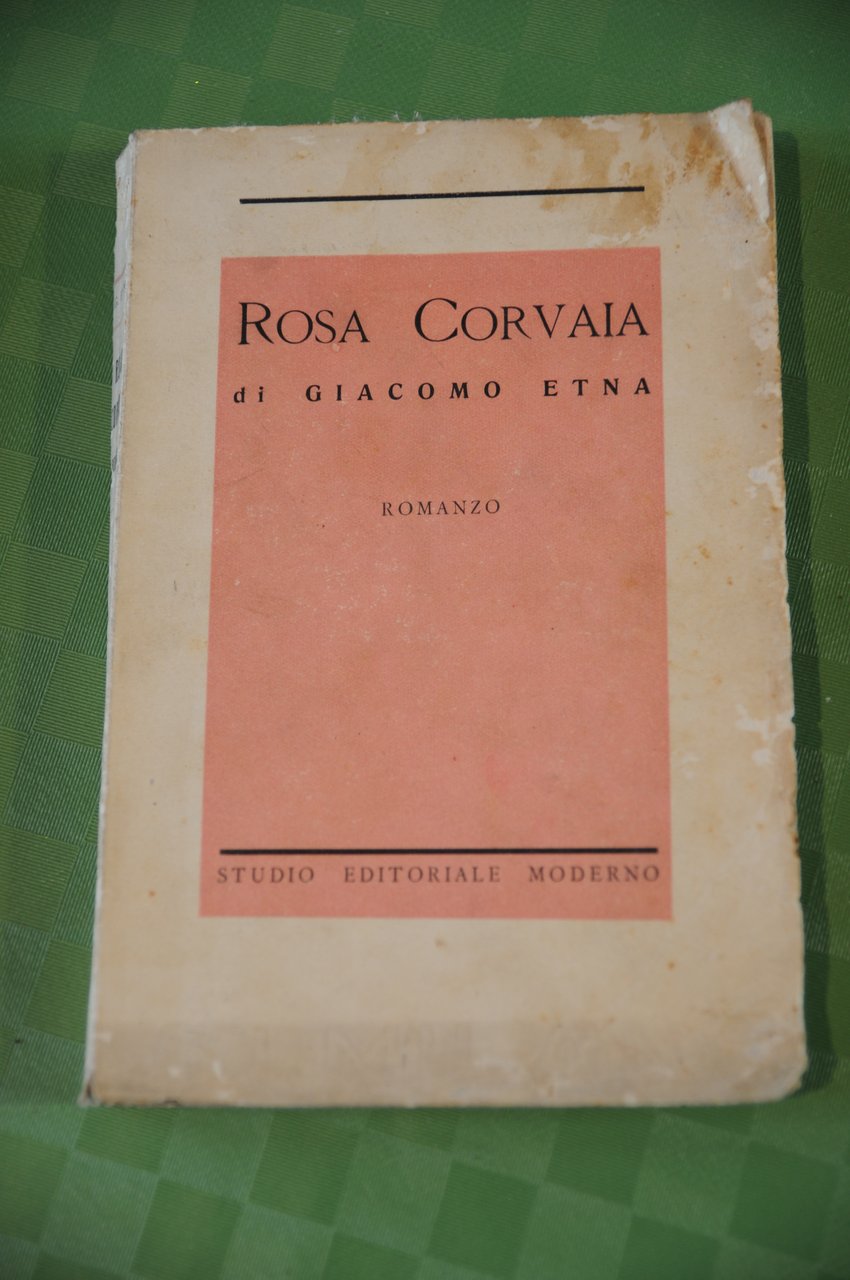 ROSA CORVAIA
di GIACOMO ETNA
ROMANZO
STUDIO EDITORIALE MODERNO